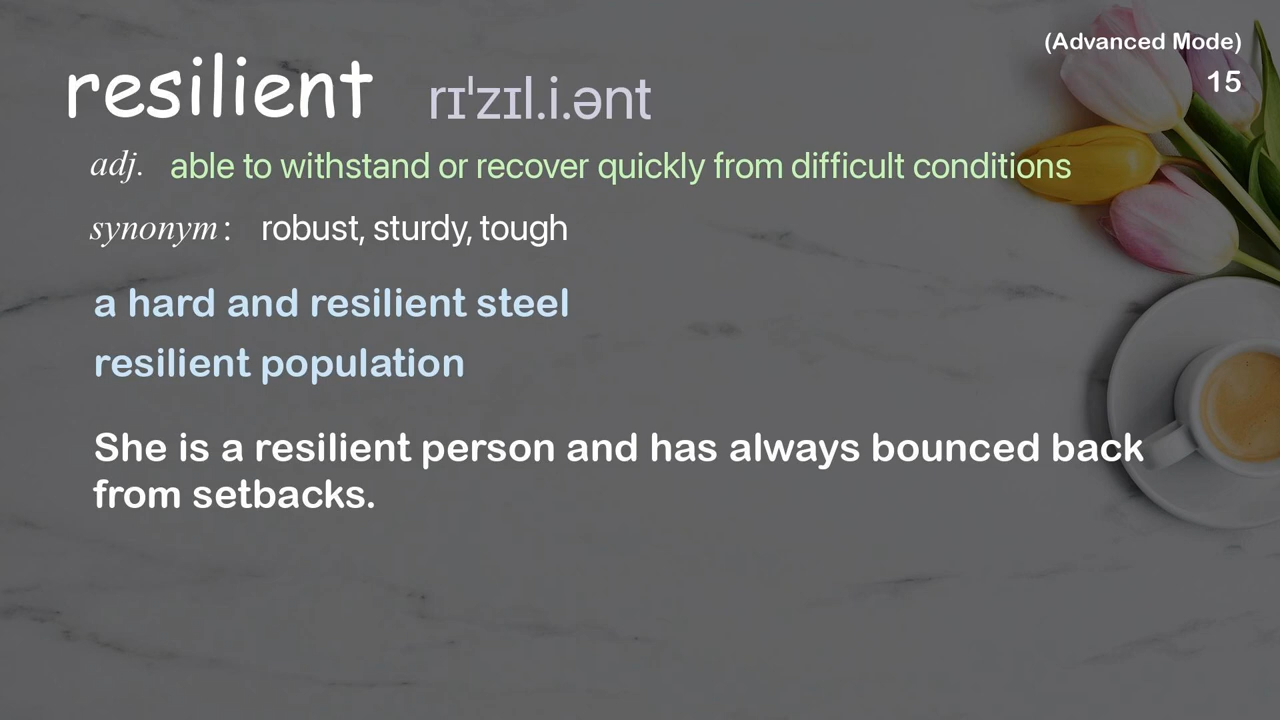 (Advanced Mode)
15
resilient rɪˈzɪl.i.ənt
adj. able to withstand or recover quickly from difficult conditions
synonym: robust, sturdy, tough
a hard and resilient steel
resilient population
She is a resilient person and has always bounced back
from setbacks.